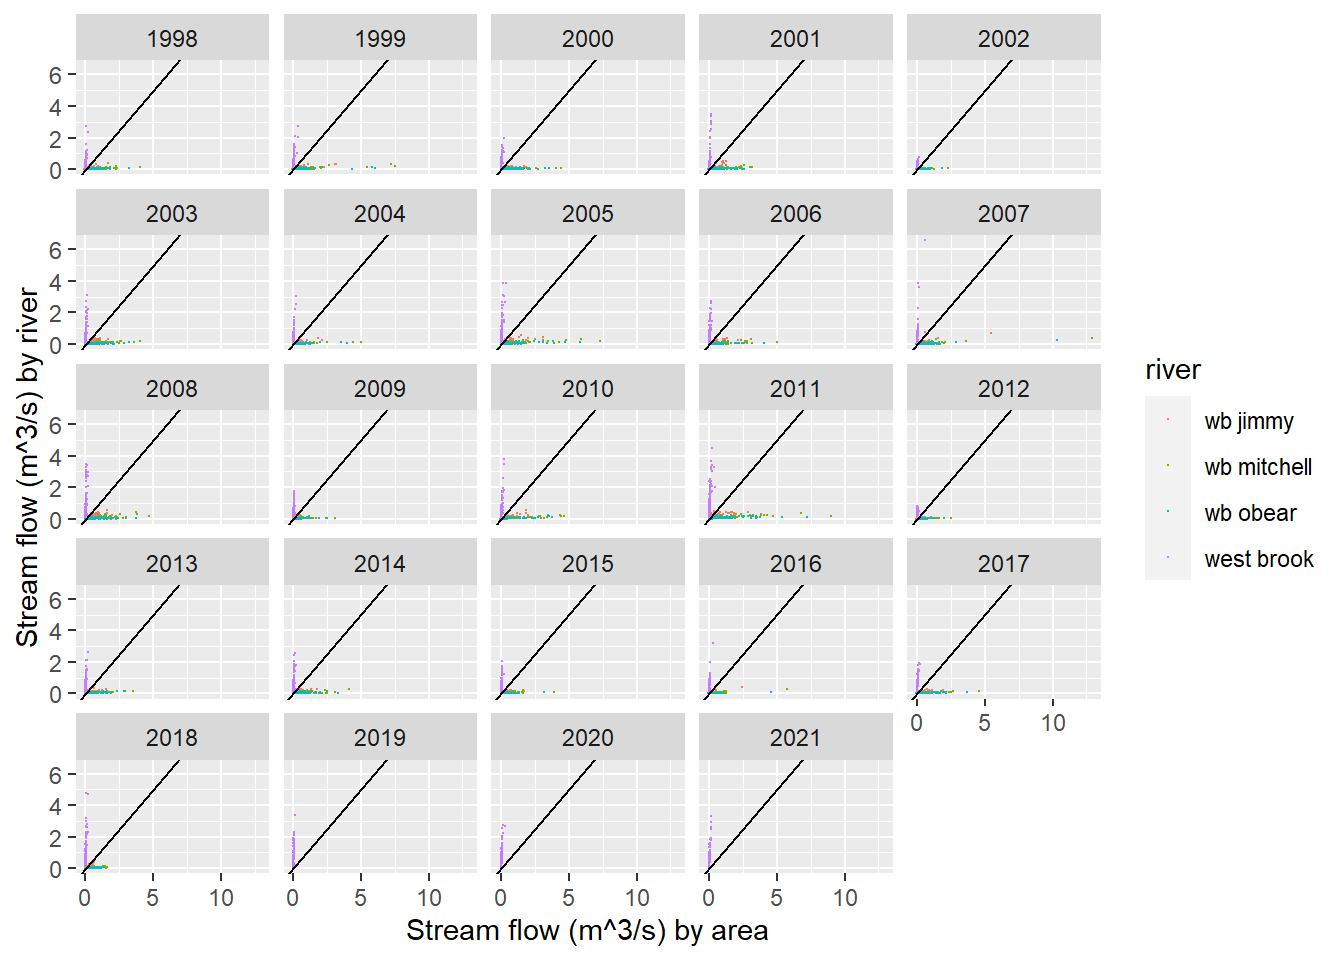 1998 1999 2000 2001 2002
6
4
2
0
2003 2004 2005 2006 2007
6
4
2
0
2008 2009 2010 2011 2012
6
4
2
0
2013 2014 2015 2016 2017
6
4
2
0
0 5 10
2018 2019 2020 2021
6
4
2
0
0 5 10 0 5 10 0 5 10 0 5 10
Stream flow (m^3/s) by area
Stream flow (m^3/s) by river
river
wb jimmy
wb mitchell
wb obear
west brook